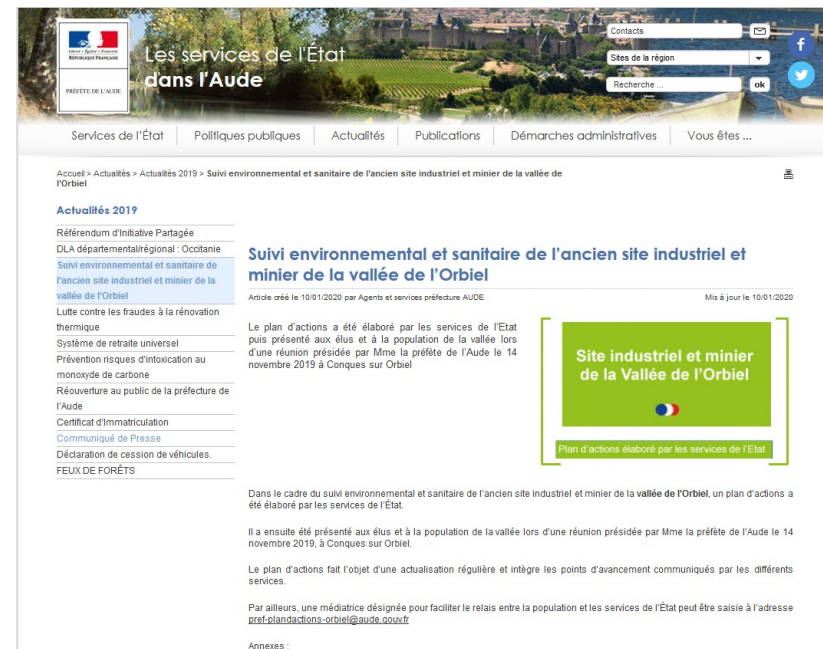 Liberté • Égalité • Fraternité
RÉPUBLIQUE FRANÇAISE
PRÉFÈTE DE L'AUDE
Les services de l'État
dans l'Aude
Contacts
Sites de la région
Recherche ...
ok
Services de l'État
Politiques publiques
Actualités
Publications
Démarches administratives
Vous êtes ...
Accueil > Actualités > Actualités 2019 > Suivi environnemental et sanitaire de l'ancien site industriel et minier de la vallée de
l'Orbiel
Actualités 2019
Référendum d'Initiative Partagée
DLA départemental/régional : Occitanie
Suivi environnemental et sanitaire de
l'ancien site industriel et minier de la
vallée de l'Orbiel
Lutte contre les fraudes à la rénovation
thermique
Système de retraite universel
Prévention risques d'intoxication au
monoxyde de carbone
Réouverture au public de la préfecture de
l'Aude
Certificat d'Immatriculation
Communiqué de Presse
Déclaration de cession de véhicules.
FEUX DE FORÊTS
Suivi environnemental et sanitaire de l'ancien site industriel et
minier de la vallée de l'Orbiel
Article créé le 10/01/2020 par Agents et services préfecture AUDE
Mis à jour le 10/01/2020
Le plan d'actions a été élaboré par les services de l'Etat
puis présenté aux élus et à la population de la vallée lors
d'une réunion présidée par Mme la préfète de l'Aude le 14
novembre 2019 à Conques sur Orbiel
Site industriel et minier
de la Vallée de l'Orbiel
Plan d'actions élaboré par les services de l'Etat
Dans le cadre du suivi environnemental et sanitaire de l'ancien site industriel et minier de la vallée de l'Orbiel, un plan d'actions a
été élaboré par les services de l'État.
Il a ensuite été présenté aux élus et à la population de la vallée lors d'une réunion présidée par Mme la préfète de l'Aude le 14
novembre 2019, à Conques sur Orbiel.
Le plan d'actions fait l'objet d'une actualisation régulière et intègre les points d'avancement communiqués par les différents
services.
Par ailleurs, une médiatrice désignée pour faciliter le relais entre la population et les services de l'État peut être saisie à l'adresse
pref-plandactions-orbiel@aude.gouv.fr
Annexes :